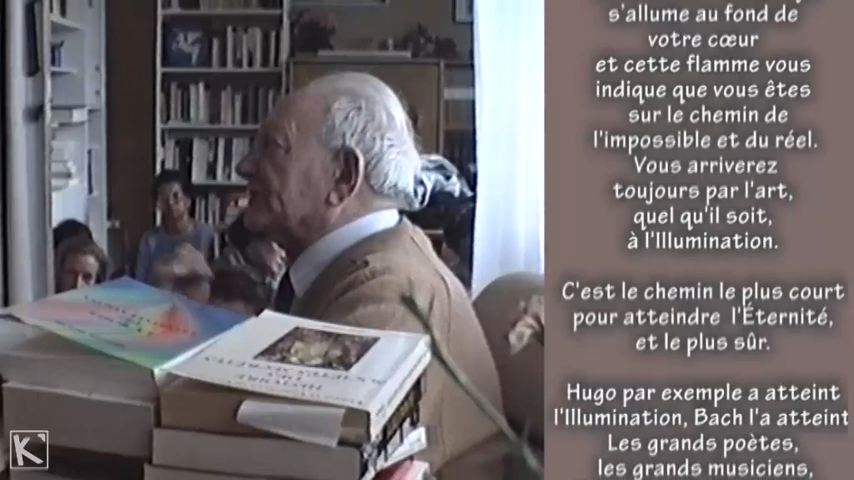 s'allume au fond de
votre cœur
et cette flamme vous
indique que vous êtes
sur le chemin de
l'impossible et du réel.
Vous arriverez
toujours par l'art,
quel qu'il soit,
à l'Illumination.
C'est le chemin le plus court
pour atteindre l'Éternité,
et le plus sûr.
Hugo par exemple a atteint
l'Illumination, Bach l'a atteint
Les grands poètes,
les grands musiciens,
K